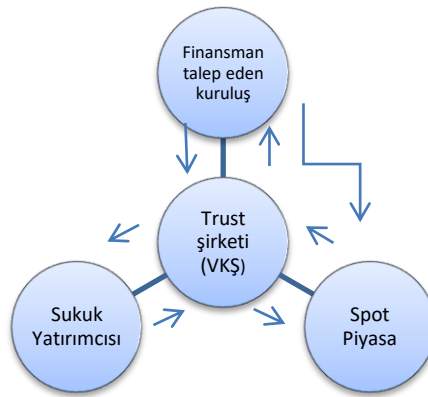 Finansman
talep eden
kuruluş
Trust
şirketi
(VKŞ)
Sukuk
Yatırımcısı
Spot
Piyasa